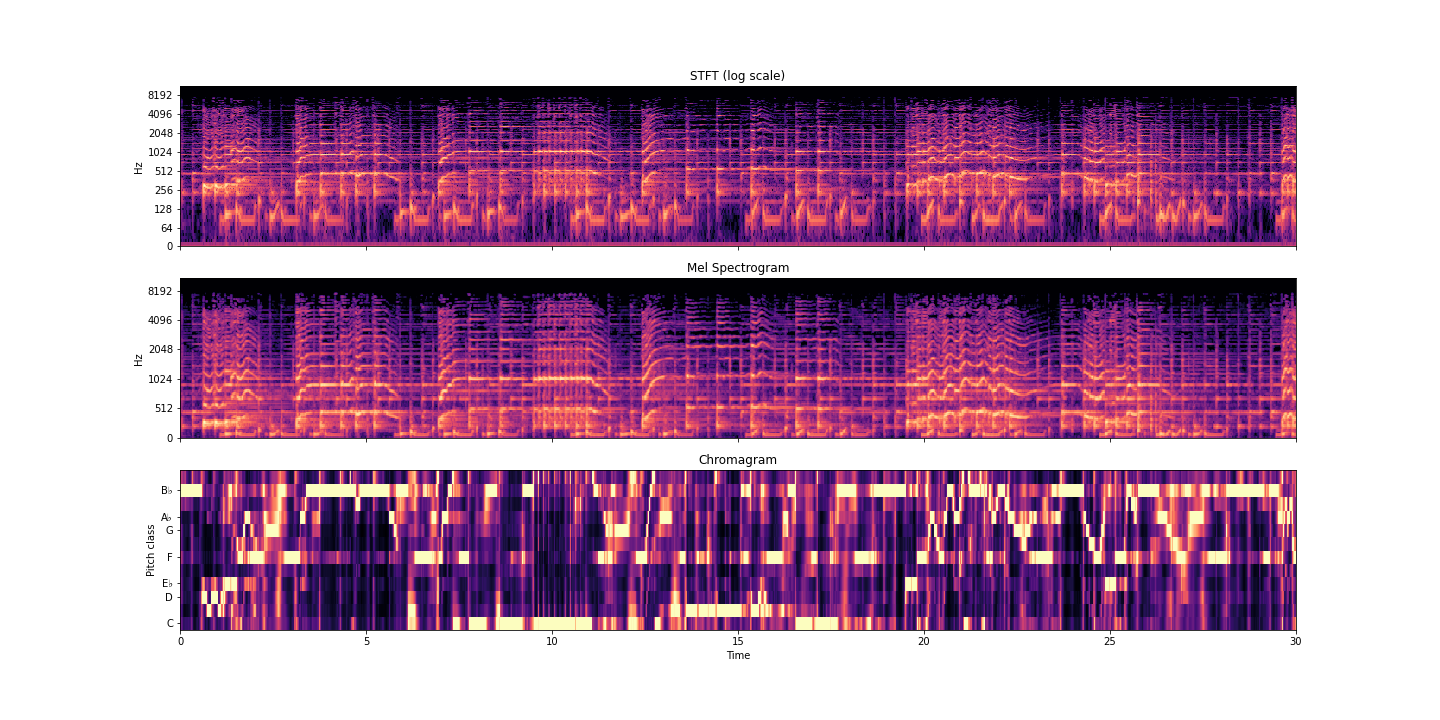 STFT (log scale)
8192
4096
2048
1024
512
256
128
64
0
Hz
Mel Spectrogram
8192
4096
2048
1024
512
0
Hz
Chromagram
B♭
A♭
G
F
E♭
D
C
Pitch class
0 5 10 15 20 25 30
Time